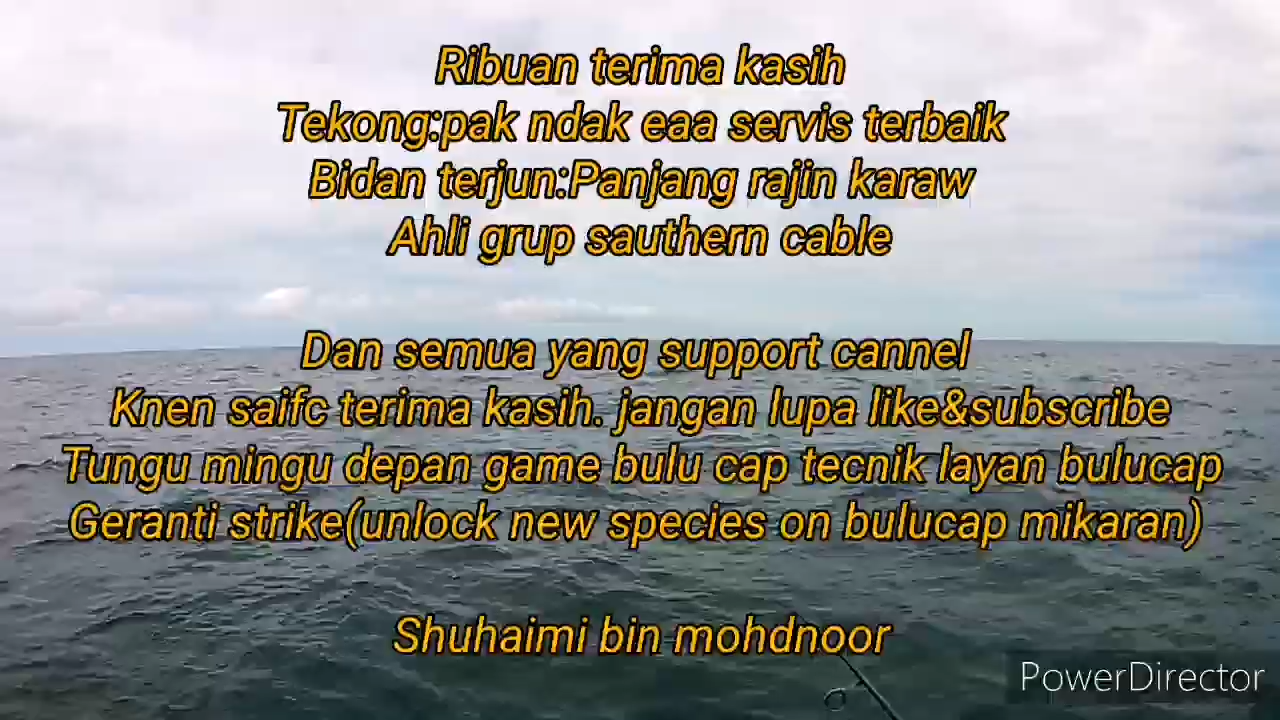 Ribuan terima kasih
Tekong:pak ndak eaa servis terbaik
Bidan terjun:Panjang rajin karaw
Ahli grup sauthern cable
Dan semua yang support cannel
Knen saifc terima kasih. jangan lupa like&subscribe
Tungu mingu depan game bulu cap tecnik layan bulucap
Geranti strike(unlock new species on bulucap mikaran)
Shuhaimi bin mohdnoor
PowerDirector